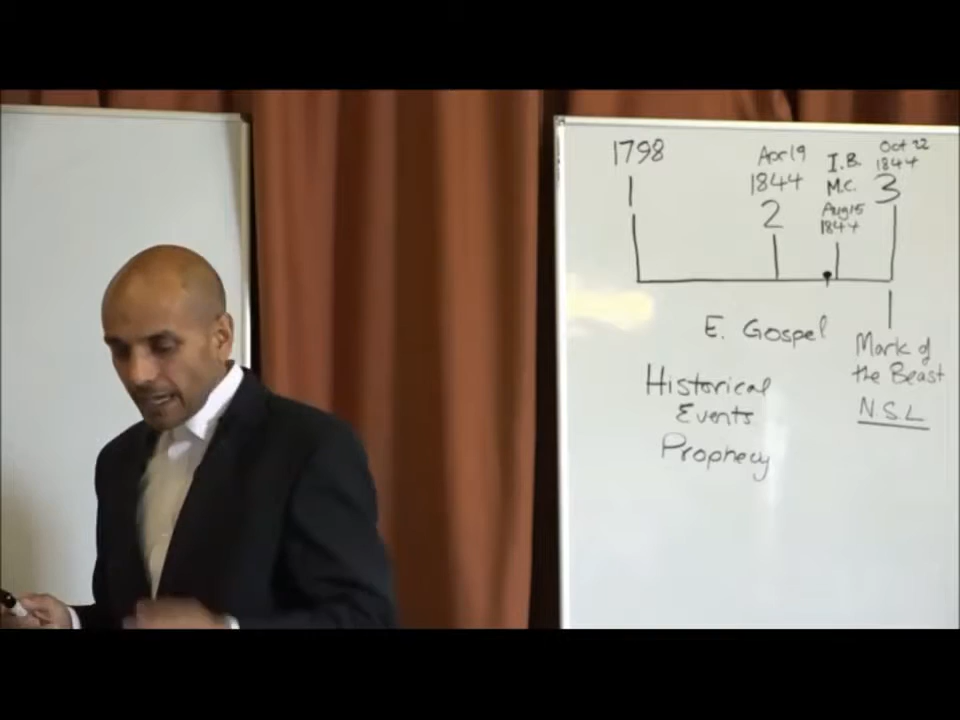 1798
Apr 19
1844
2
I.B.
M.C.
Aug 15
1844
Oct 22
1844
3
E. Gospel
Historical
Events
Prophecy
Mark of
the Beast
N.S.L